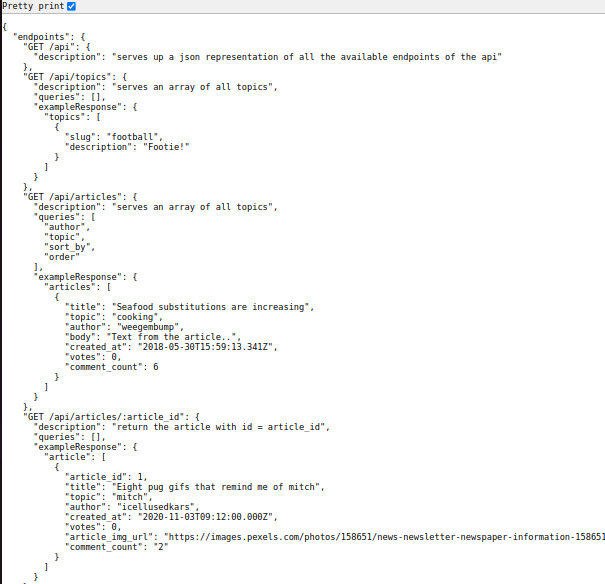 Pretty print
{
  "endpoints": {
    "GET /api": {
      "description": "serves up a json representation of all the available endpoints of the api"
    },
    "GET /api/topics": {
      "description": "serves an array of all topics",
      "queries": [],
      "exampleResponse": {
        "topics": [
          {
            "slug": "football",
            "description": "Footie!"
          }
        ]
      }
    },
    "GET /api/articles": {
      "description": "serves an array of all topics",
      "queries": [
        "author",
        "topic",
        "sort_by",
        "order"
      ],
      "exampleResponse": {
        "articles": [
          {
            "title": "Seafood substitutions are increasing",
            "topic": "cooking",
            "author": "weegembump",
            "body": "Text from the article..",
            "created_at": "2018-05-30T15:59:13.341Z",
            "votes": 0,
            "comment_count": 6
          }
        ]
      }
    },
    "GET /api/articles/:article_id": {
      "description": "return the article with id = article_id",
      "queries": [],
      "exampleResponse": {
        "article": [
          {
            "article_id": 1,
            "title": "Eight pug gifs that remind me of mitch",
            "topic": "mitch",
            "author": "icellusedkars",
            "created_at": "2020-11-03T09:12:00.000Z",
            "votes": 0,
            "article_img_url": "https://images.pexels.com/photos/158651/news-newsletter-newspaper-information-158651
            "comment_count": "2"
          }
        ]
      }